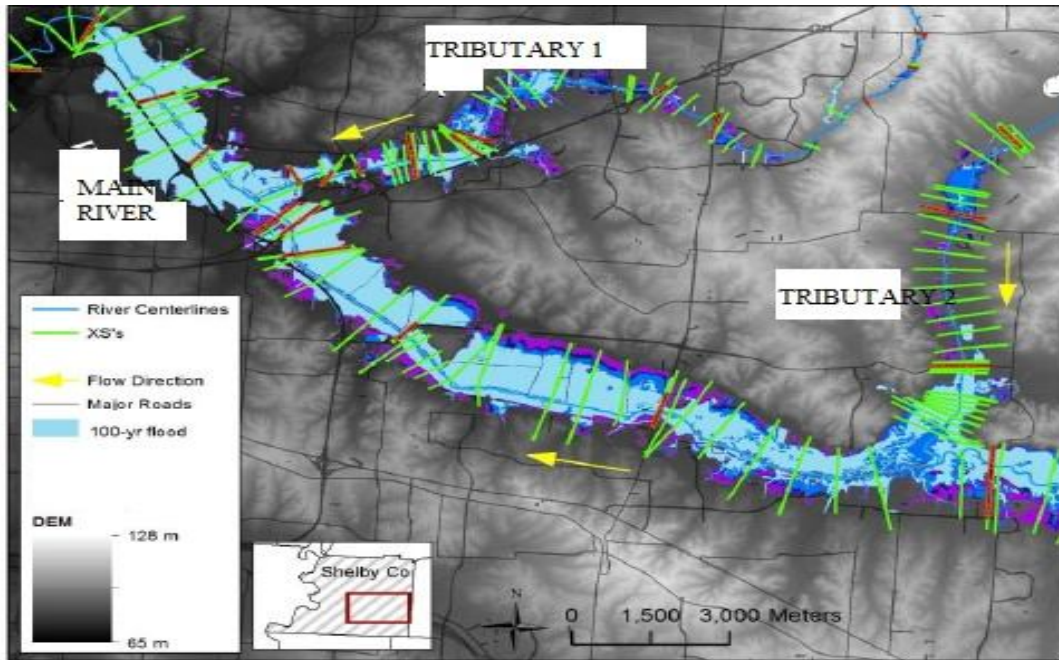 TRIBUTARY 1
MAIN
RIVER
TRIBUTARY 2
River Centerlines
XS's
Flow Direction
Major Roads
100-yr flood
DEM
128 m
65 m
Shelby Co
N
0 1,500 3,000 Meters